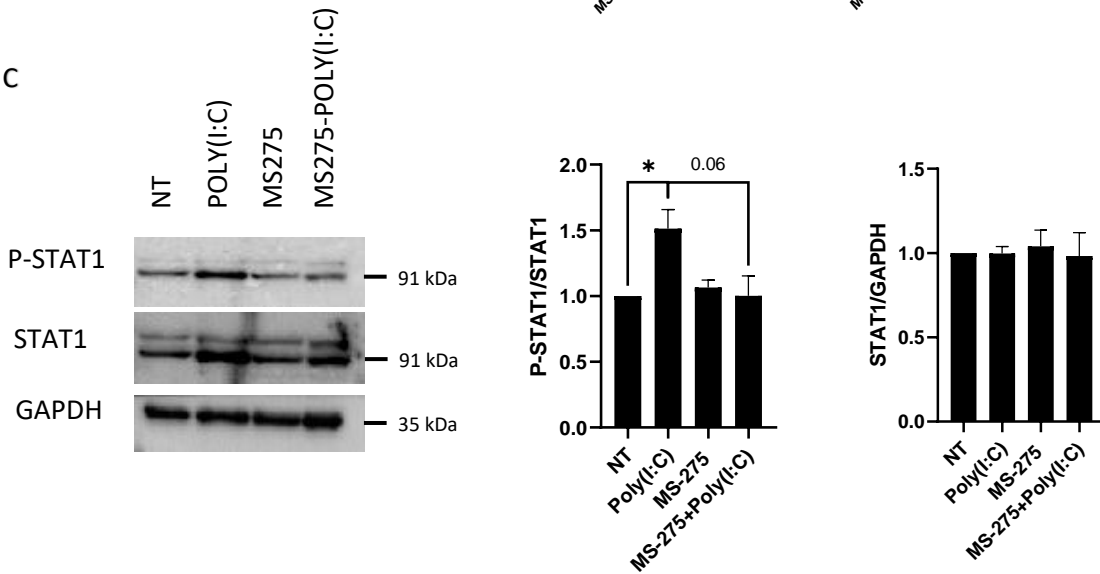 MS
M
C
NT
POLY(I:C)
MS275
MS275-POLY(I:C)
P-STAT1
91 kDa
STAT1
91 kDa
GAPDH
35 kDa
P-STAT1/STAT1
2.0
1.5
1.0
0.5
0.0
*
0.06
NT
Poly(I:C)
MS-275
MS-275+Poly(I:C)
STAT1/GAPDH
1.5
1.0
0.5
0.0
NT
Poly(I:C)
MS-275
MS-275+Poly(I:C)